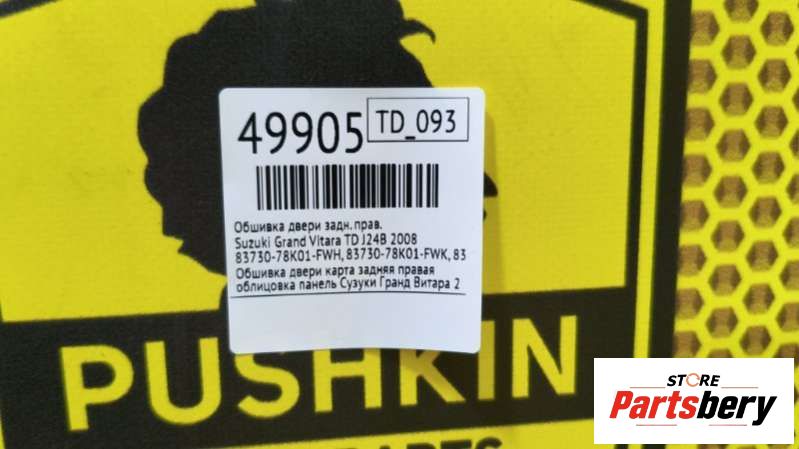 49905 TD_093
Обшивка двери задн.прав.
Suzuki Grand Vitara TD J24B 2008
83730-78K01-FWH, 83730-78K01-FWK, 83
Обшивка двери карта задняя правая
облицовка панель Сузуки Гранд Витара 2
PUSHKIN
PARTS
STORE
Partsbery